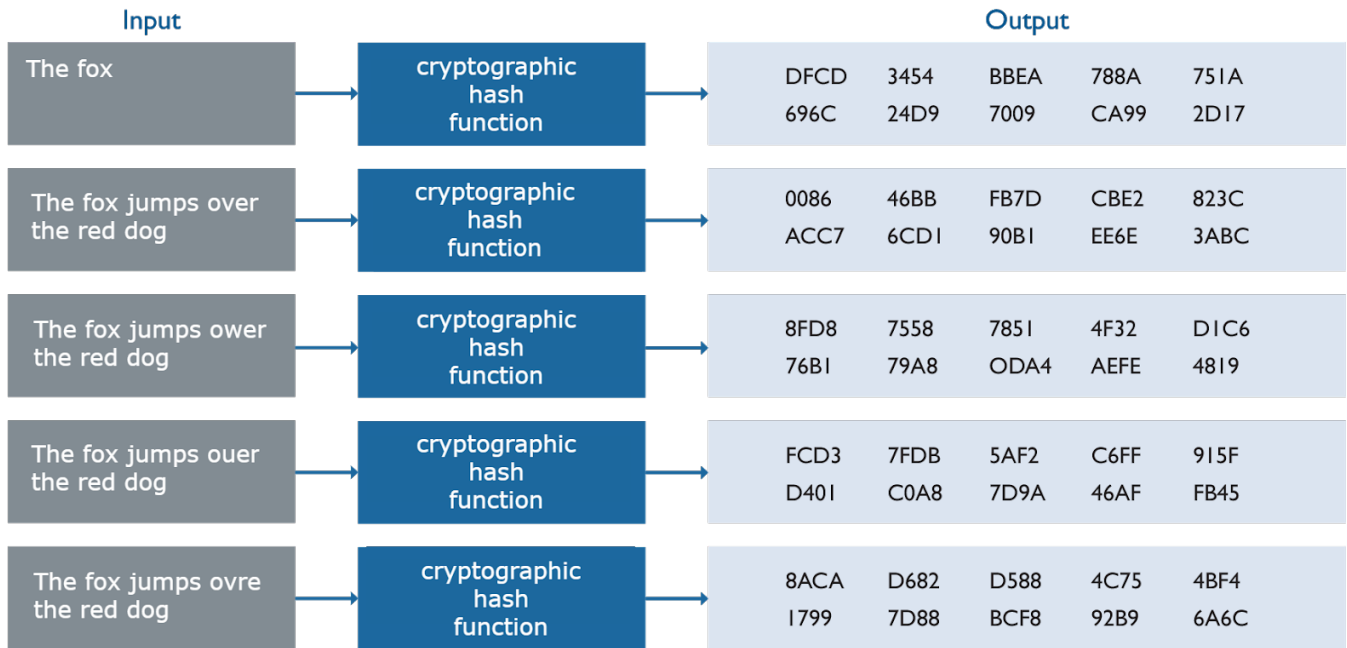 Input
Output
The fox
cryptographic
hash
function
DFCD 3454 BBEA 788A 751A
696C 24D9 7009 CA99 2D17
The fox jumps over
the red dog
cryptographic
hash
function
0086 46BB FB7D CBE2 823C
ACC7 6CD1 90B1 EE6E 3ABC
The fox jumps ower
the red dog
cryptographic
hash
function
8FD8 7558 7851 4F32 D1C6
76B1 79A8 ODA4 AEFE 4819
The fox jumps ouer
the red dog
cryptographic
hash
function
FCD3 7FDB 5AF2 C6FF 915F
D401 C0A8 7D9A 46AF FB45
The fox jumps ovre
the red dog
cryptographic
hash
function
8ACA D682 D588 4C75 4BF4
1799 7D88 BCF8 92B9 6A6C